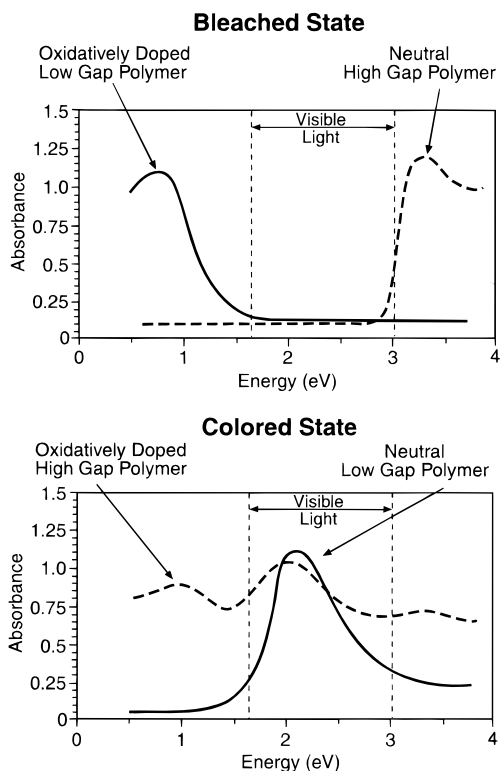 Bleached State
Oxidatively Doped
Low Gap Polymer
Neutral
High Gap Polymer
Visible
Light
1.5
1.25
1.0
0.75
0.50
0.25
0
Absorbance
0
1
2
3
4
Energy (eV)
Colored State
Oxidatively Doped
High Gap Polymer
Neutral
Low Gap Polymer
Visible
Light
1.5
1.25
1.0
0.75
0.50
0.25
0
Absorbance
0
1
2
3
4
Energy (eV)